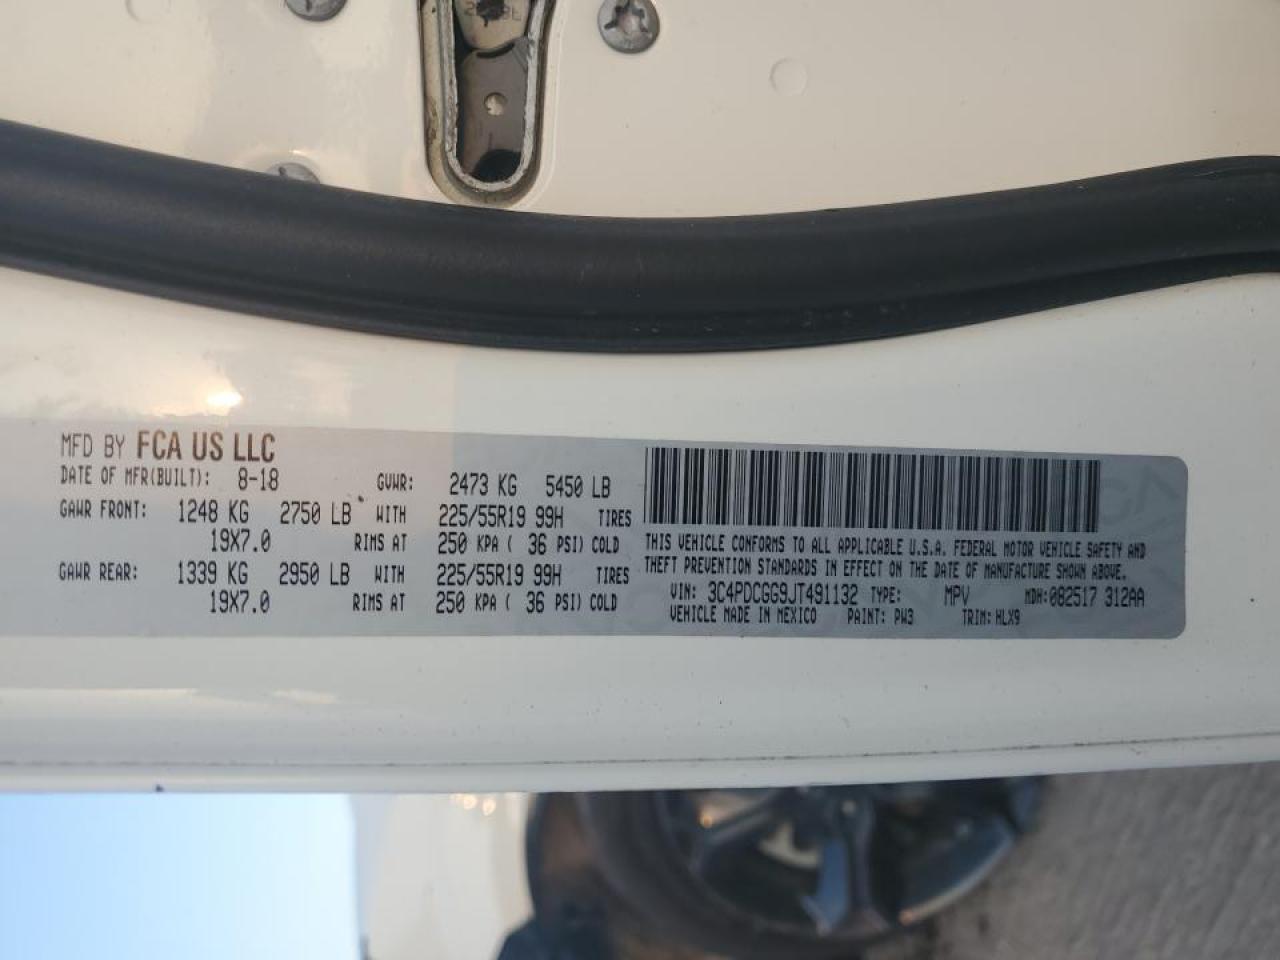 MFD BY FCA US LLC
DATE OF MFR(BUILT): 8-18 GVWR: 2473 KG 5450 LB
GAWR FRONT: 1248 KG 2750 LB WITH 225/55R19 99H TIRES
19X7.0 RIMS AT 250 KPA ( 36 PSI) COLD
GAWR REAR: 1339 KG 2950 LB WITH 225/55R19 99H TIRES
19X7.0 RIMS AT 250 KPA ( 36 PSI) COLD
THIS VEHICLE CONFORMS TO ALL APPLICABLE U.S.A. FEDERAL MOTOR VEHICLE SAFETY AND
THEFT PREVENTION STANDARDS IN EFFECT ON THE DATE OF MANUFACTURE SHOWN ABOVE.
VIN: 3C4PDCGG9JT491132 TYPE: MPV MDH:082517 312AA
VEHICLE MADE IN MEXICO PAINT: PW3 TRIM: HLX9